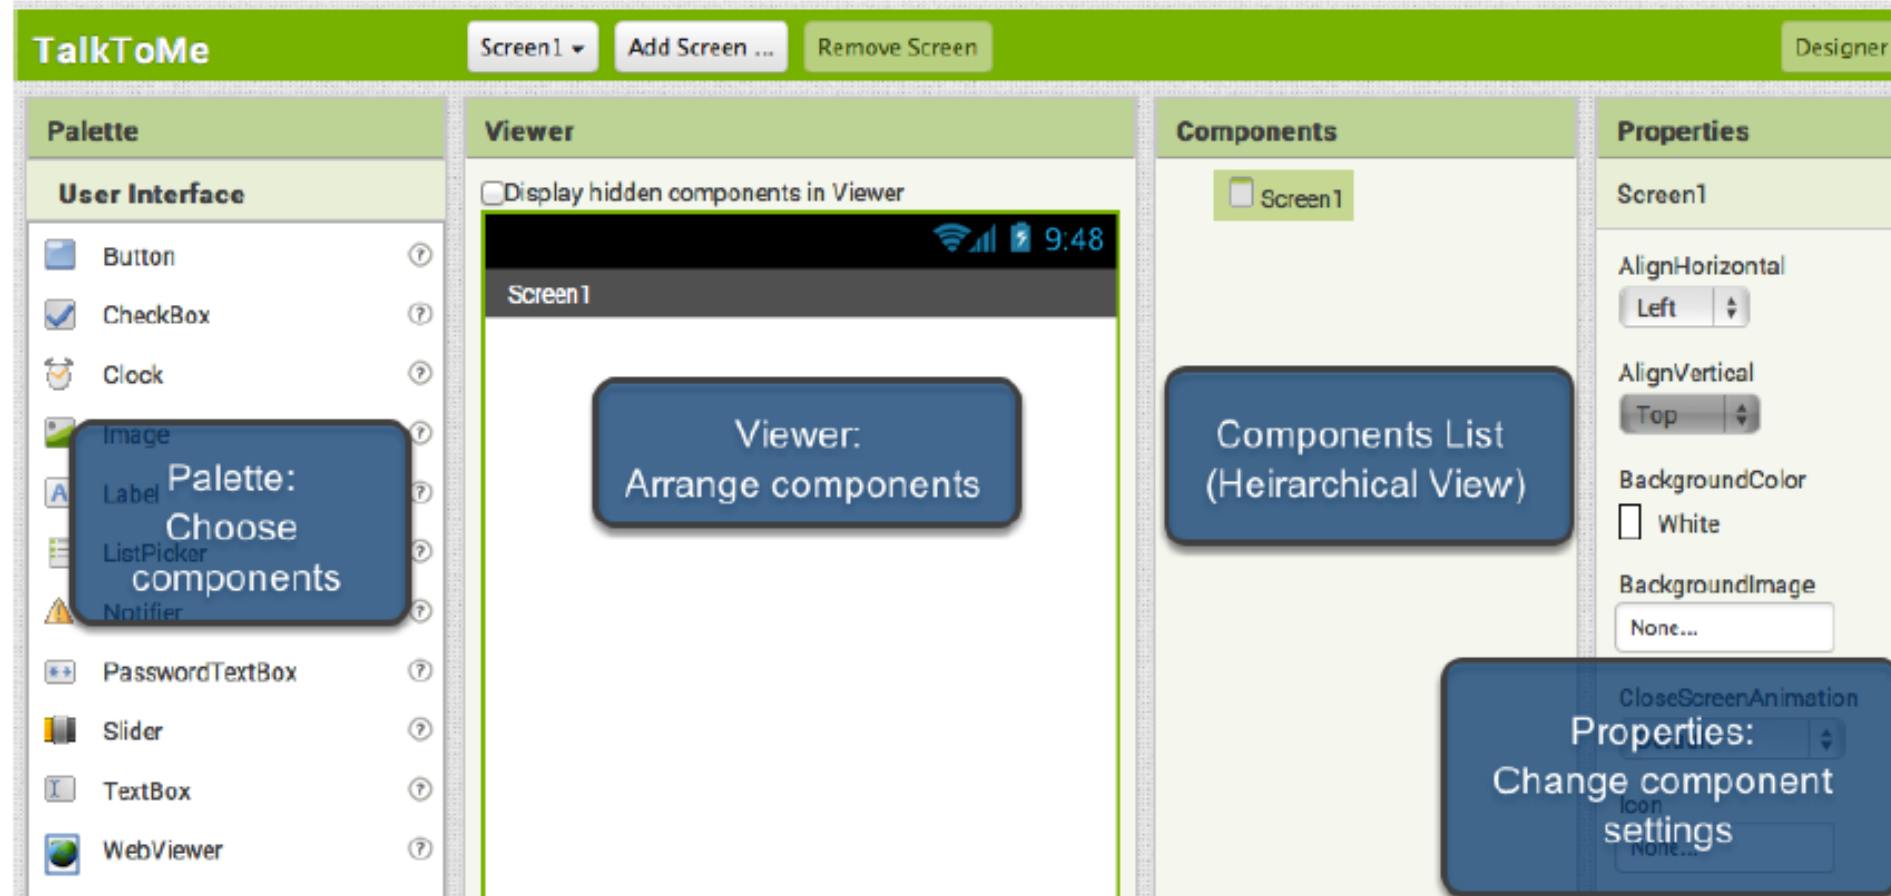 TalkToMe
Screen1
Add Screen ...
Remove Screen
Designer
Palette
User Interface
Button
CheckBox
Clock
Image
Label
ListPicker
Notifier
PasswordTextBox
Slider
TextBox
WebViewer
Palette:
Choose
components
Viewer
Display hidden components in Viewer
9:48
Screen1
Viewer:
Arrange components
Components
Screen1
Components List
(Heirarchical View)
Properties
Screen1
AlignHorizontal
Left
AlignVertical
Top
BackgroundColor
White
BackgroundImage
None...
CloseScreenAnimation
Default
Icon
None...
Properties:
Change component
settings